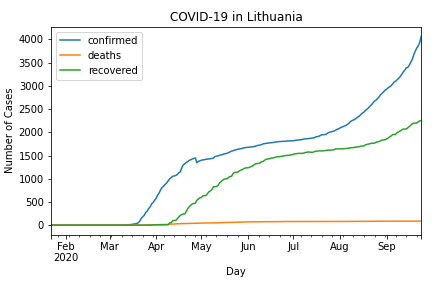 COVID-19 in Lithuania
confirmed
deaths
recovered
4000
3500
3000
2500
2000
1500
1000
500
0
Number of Cases
Feb
2020
Mar
Apr
May
Jun
Jul
Aug
Sep
Day